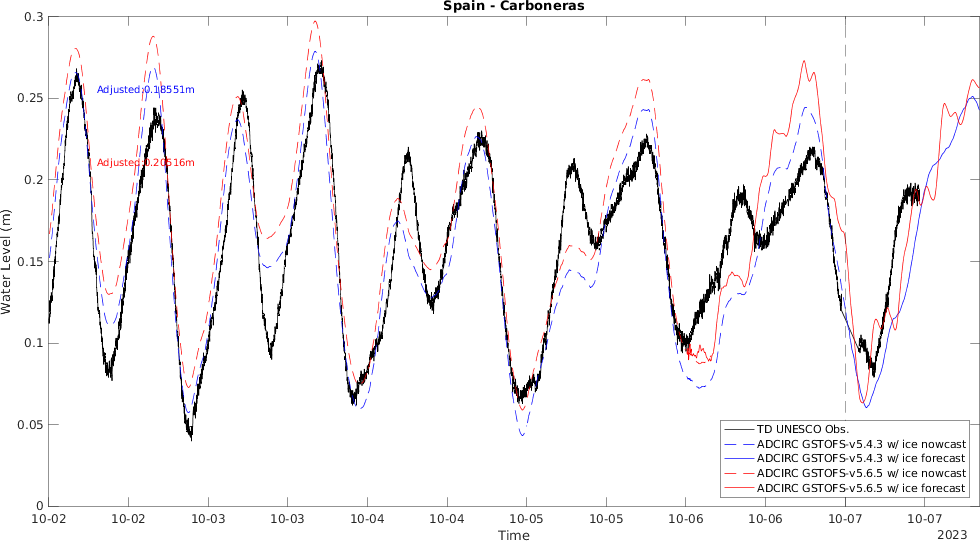 Spain - Carboneras
0.3
0.25
0.2
0.15
0.1
0.05
0
Water Level (m)
Adjusted:0.18551m
Adjusted:0.20516m
TD UNESCO Obs.
ADCIRC GSTOFS-v5.4.3 w/ ice nowcast
ADCIRC GSTOFS-v5.4.3 w/ ice forecast
ADCIRC GSTOFS-v5.6.5 w/ ice nowcast
ADCIRC GSTOFS-v5.6.5 w/ ice forecast
10-02 10-02 10-03 10-03 10-04 10-04 10-05 10-05 10-06 10-06 10-07 10-07
Time
2023